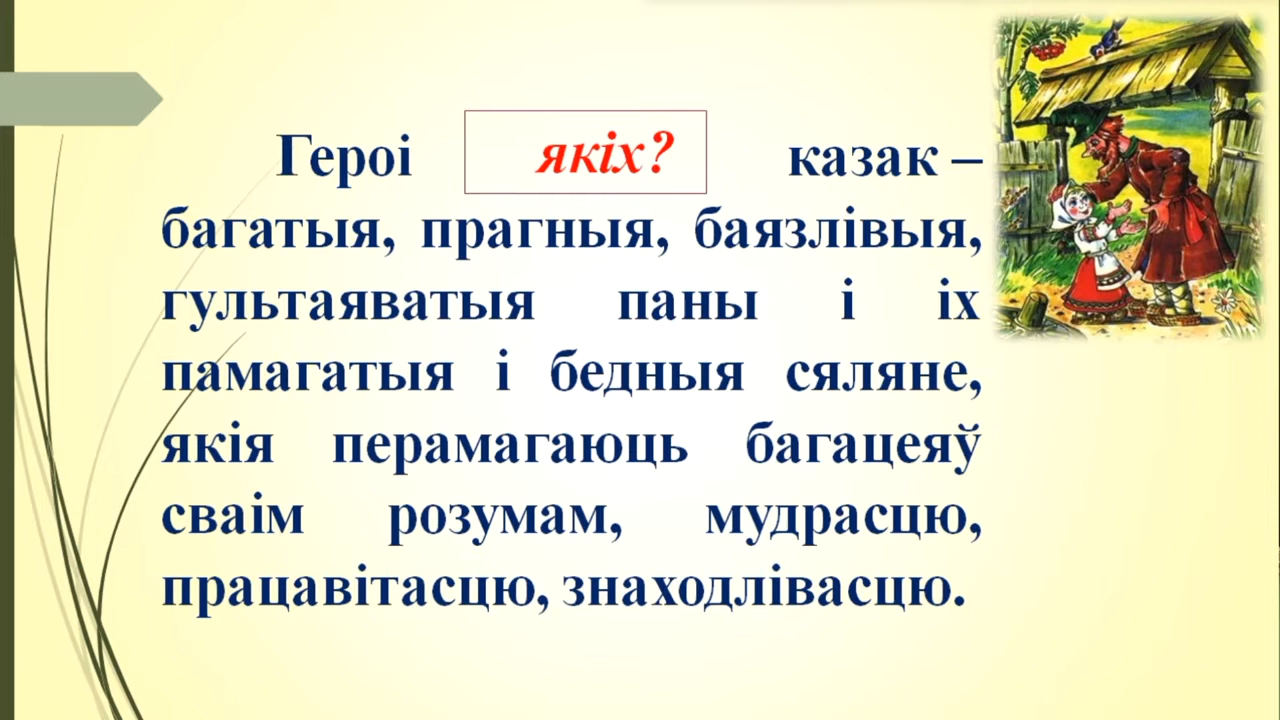 Героі якіх? казак –
багатыя, прагныя, баязлівыя,
гультаяватыя паны і іх
памагатыя і бедныя сяляне,
якія перамагаюць багацеяў
сваім розумам, мудрасцю,
працавітасцю, знаходлівасцю.